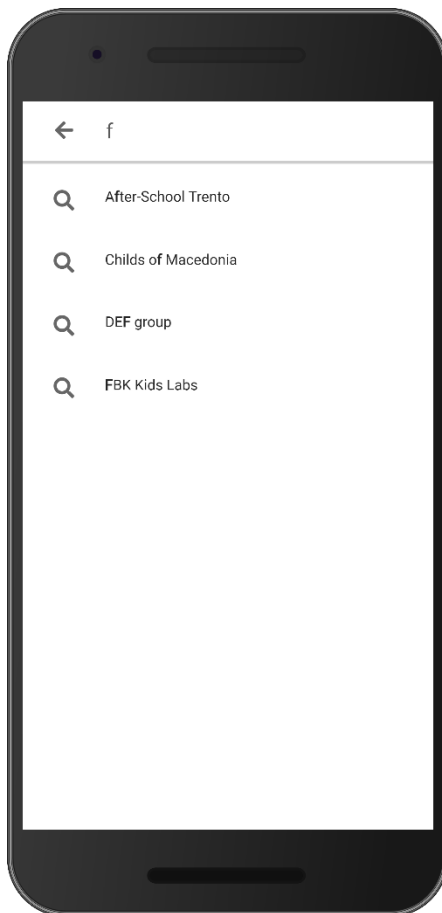 f
After-School Trento
Childs of Macedonia
DEF group
FBK Kids Labs